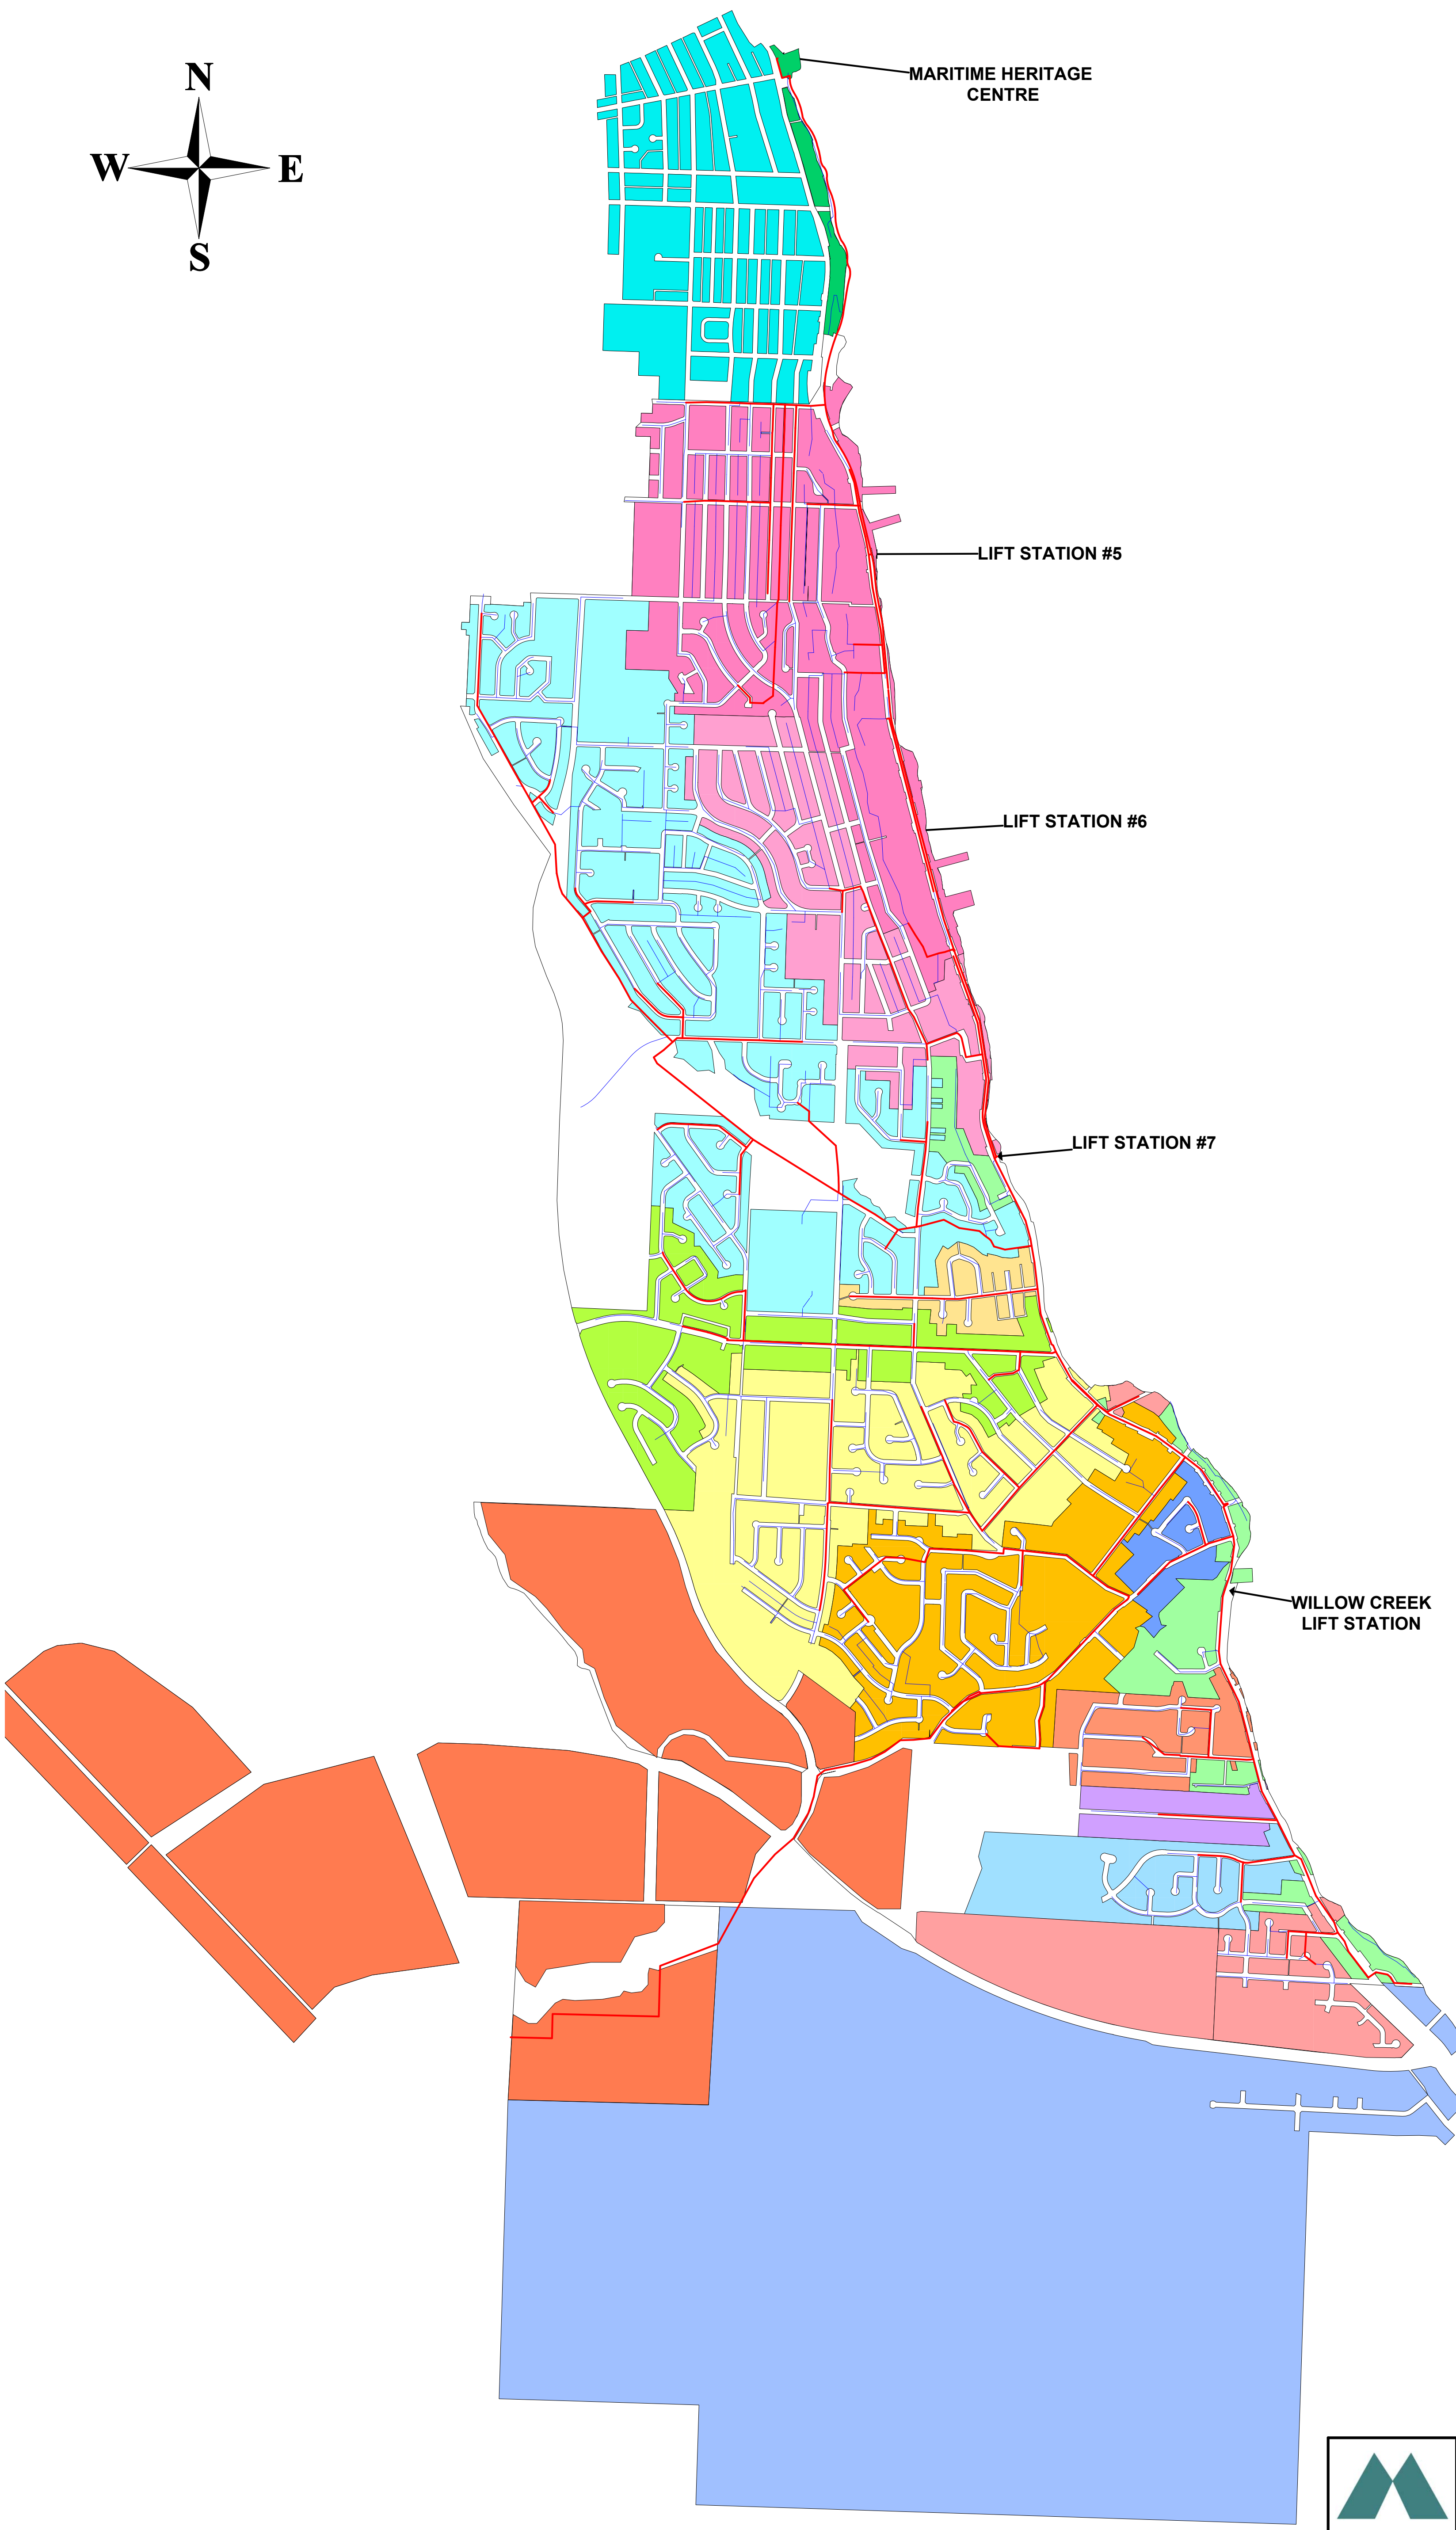 N
W E
S
MARITIME HERITAGE
CENTRE
LIFT STATION #5
LIFT STATION #6
LIFT STATION #7
WILLOW CREEK
LIFT STATION